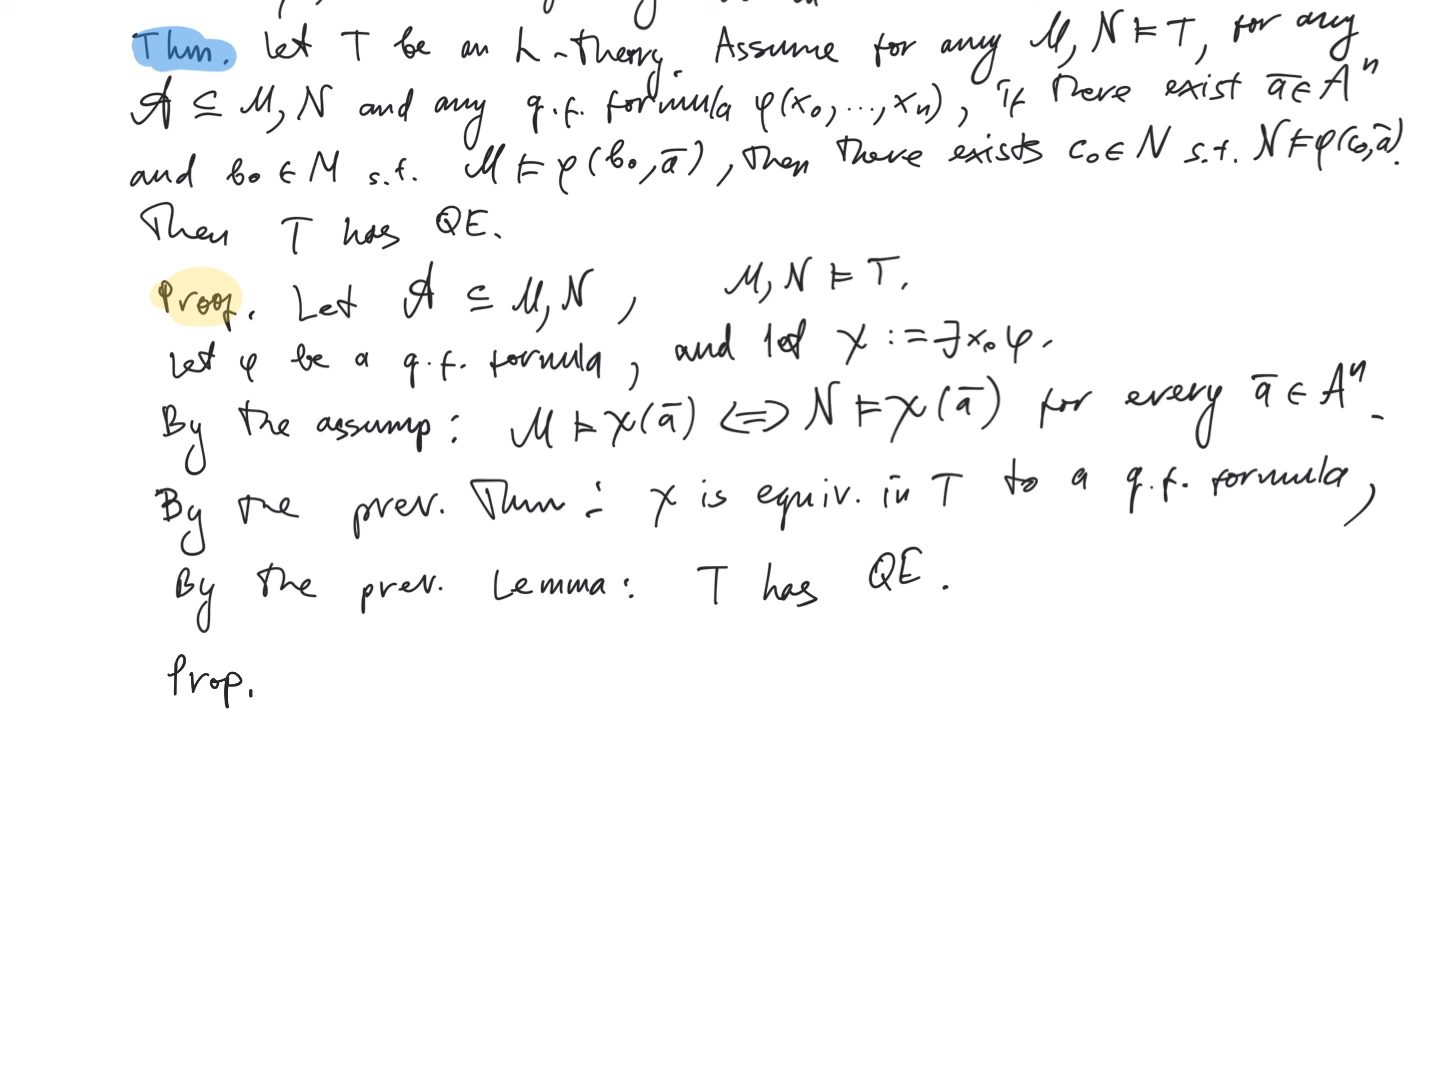 Thm. Let T be an L-theory. Assume for any M, N ⊨ T, for any
A ⊆ M, N and any q.f. formula φ(x₀, ..., xₙ), if there exist ā ∈ Aⁿ
and b₀ ∈ M s.t. M ⊨ φ(b₀, ā), then there exists c₀ ∈ N s.t. N ⊨ φ(c₀, ā).
Then T has QE.
Proof. Let A ⊆ M, N, M, N ⊨ T.
Let φ be a q.f. formula, and let χ := ∃x₀ φ.
By the assump: M ⊨ χ(ā) ⟺ N ⊨ χ(ā) for every ā ∈ Aⁿ.
By the prev. Thm: χ is equiv. in T to a q.f. formula,
By the prev. Lemma: T has QE.
Prop.